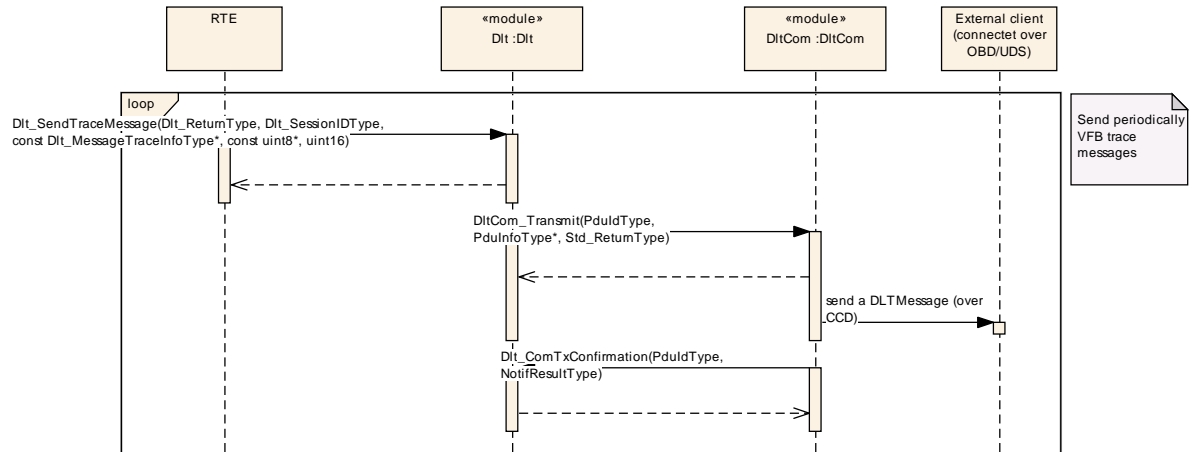 RTE
«module»
Dlt :Dlt
«module»
DltCom :DltCom
External client
(connectet over
OBD/UDS)
loop
Send periodically
VFB trace
messages
Dlt_SendTraceMessage(Dlt_ReturnType, Dlt_SessionIDType,
const Dlt_MessageTraceInfoType*, const uint8*, uint16)
DltCom_Transmit(PduIdType,
PduInfoType*, Std_ReturnType)
send a DLTMessage (over
CCD)
Dlt_ComTxConfirmation(PduIdType,
NotifResultType)